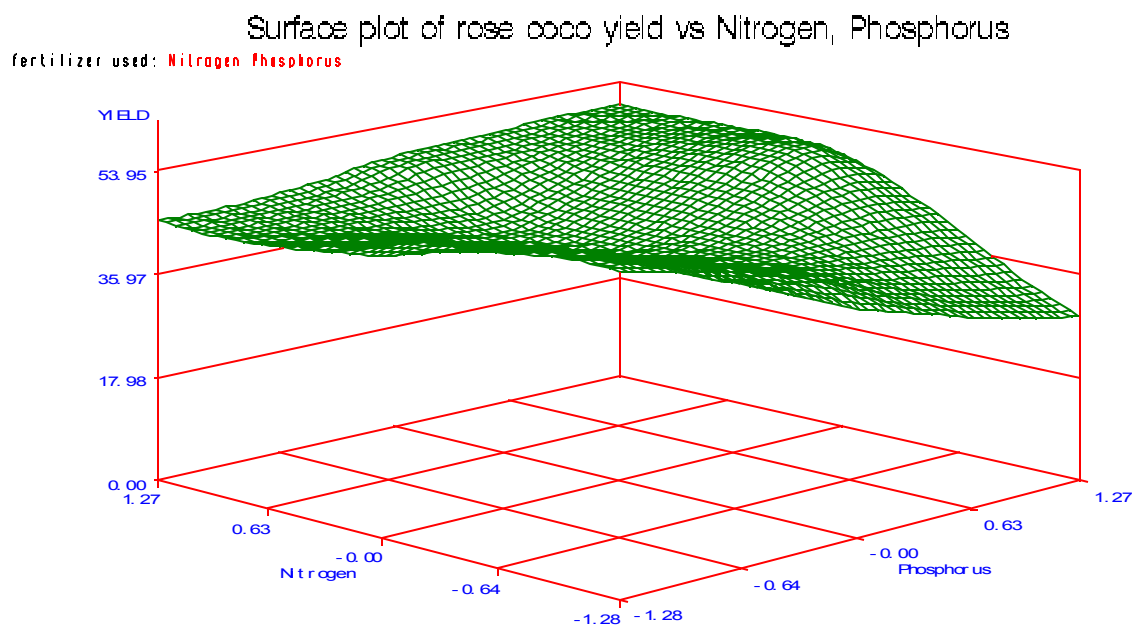 Surface plot of rose coco yield vs Nitrogen, Phosphorus
fertilizer used: Nitrogen Phosphorus
YIELD
53.95
35.97
17.98
0.00
1.27
0.63
-0.00
Nitrogen
-0.64
-1.28
-1.28
-0.64
-0.00
Phosphorus
0.63
1.27